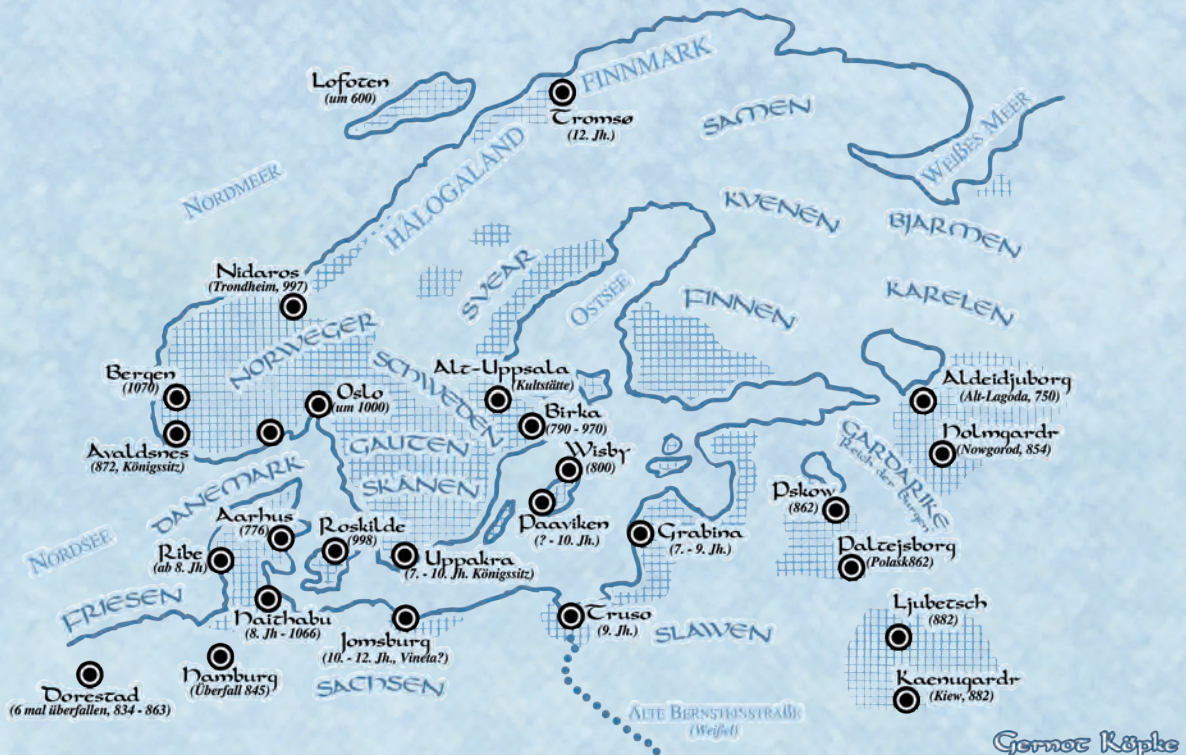 FINNMARK
Lofoten
(um 600)
Tromsø
(12. Jh.)
SAMEN
WEIßES MEER
NORDMEER
HÅLOGALAND
KVENEN
BJARMEN
SVEAR
OSTSEE
Nidaros
(Trondheim, 997)
FINNEN
KARELEN
NORWEGER
SCHWEDEN
Bergen
(1070)
Oslo
(um 1000)
Alt-Uppsala
(Kultstätte)
Aldeidjuborg
(Alt-Lagoda, 750)
Birka
(790 - 970)
Avaldsnes
(872, Königssitz)
GAUTEN
Wisby
(800)
GARDARIKE
Reich der Burgen
Holmgardr
(Nowgorod, 854)
DÄNEMARK
SKÅNEN
Aarhus
(776)
Roskilde
(998)
Paaviken
(? - 10. Jh.)
Pskow
(862)
NORDSEE
Ribe
(ab 8. Jh)
Uppakra
(7. - 10. Jh. Königssitz)
Grabina
(7. - 9. Jh.)
Paltejsborg
(Polask862)
FRIESEN
Haithabu
(8. Jh - 1066)
Jomsburg
(10. - 12. Jh., Vineta?)
Truso
(9. Jh.)
SLAWEN
Ljubetsch
(882)
Dorestad
(6 mal überfallen, 834 - 863)
Hamburg
(Überfall 845)
SACHSEN
Kaenugardr
(Kiew, 882)
ALTE BERNSTEINSTRAßE
(Weißel)
Gernot Küpke